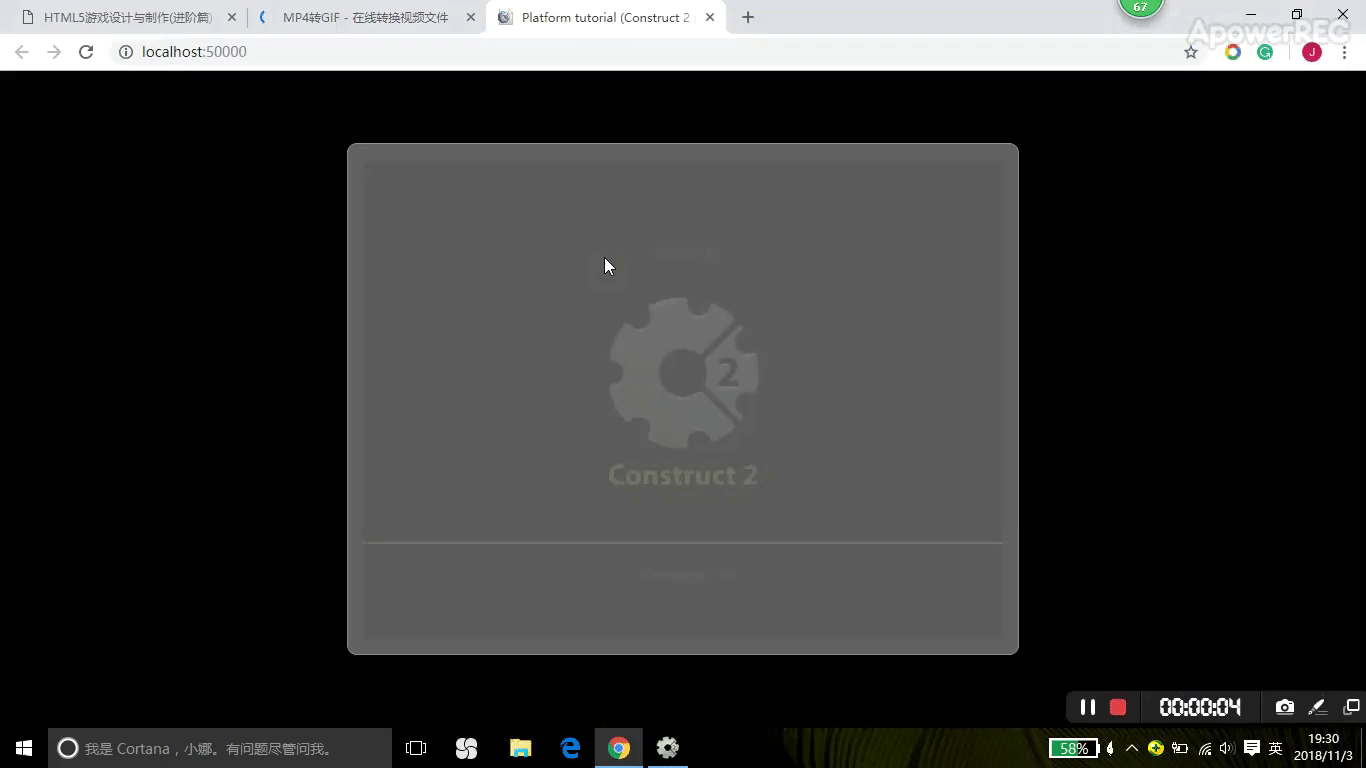 HTML5游戏设计与制作(进阶篇)
MP4转GIF - 在线转换视频文件
Platform tutorial (Construct 2
67
ApowerREC
localhost:50000
J
2
Construct 2
00:00:04
我是 Cortana，小娜。有问题尽管问我。
58%
英
19:30
2018/11/3